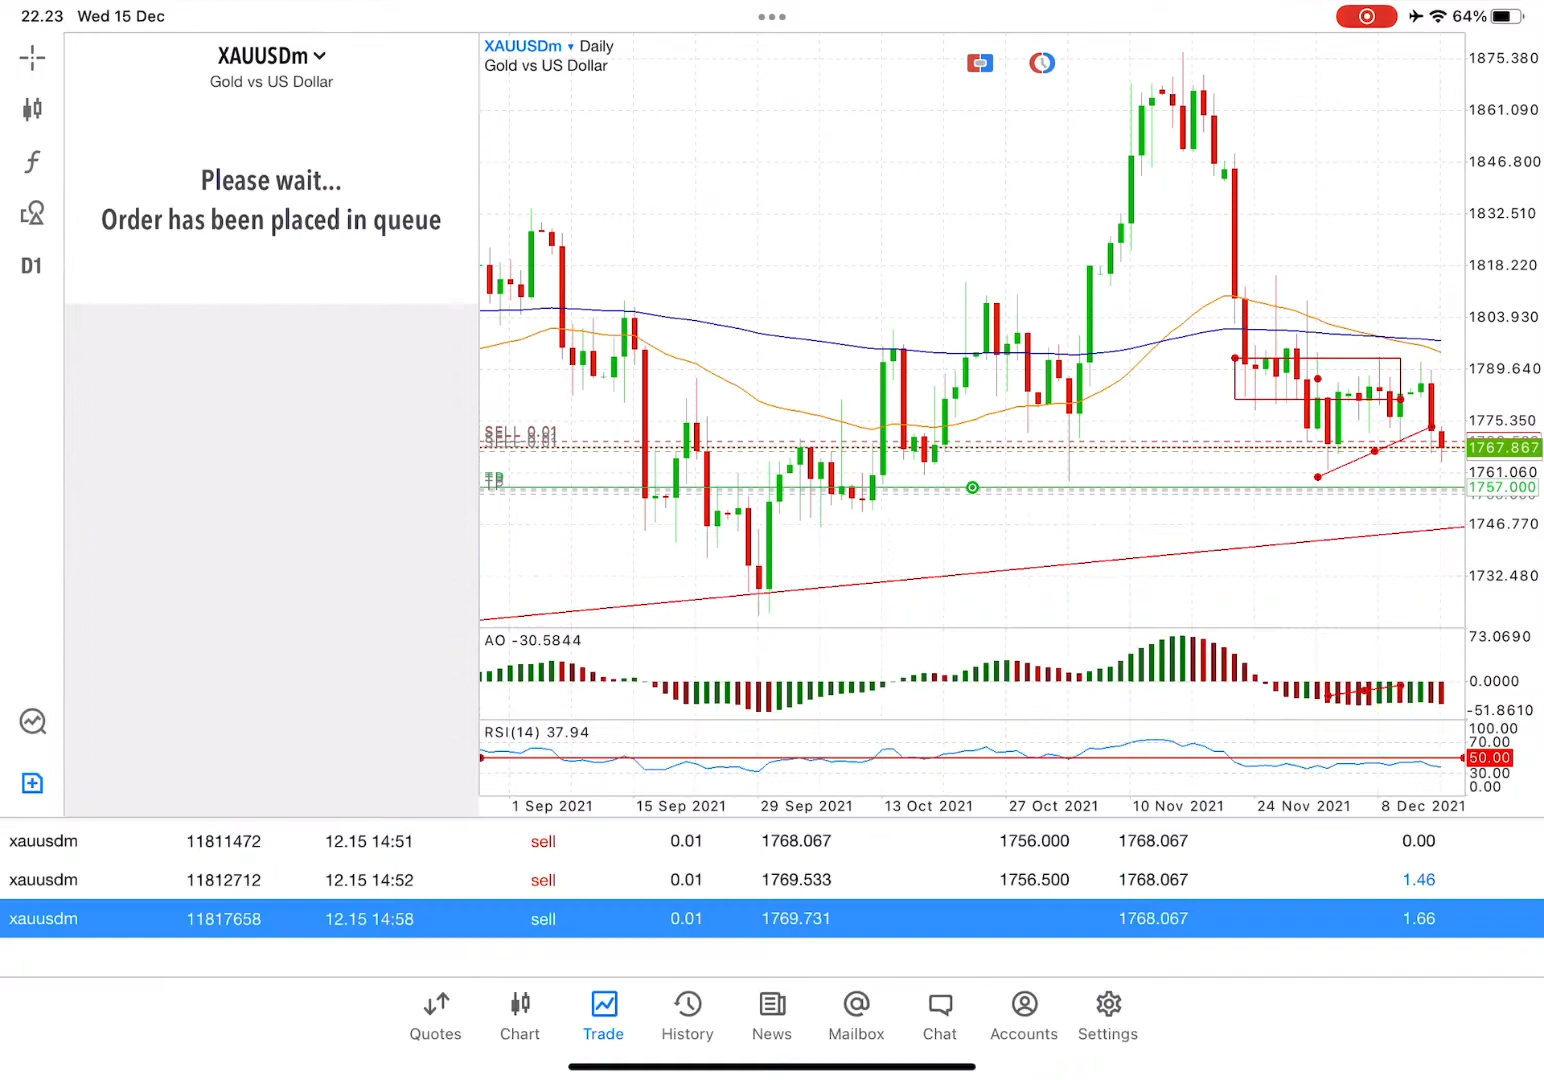 22.23 Wed 15 Dec
64%
XAUUSDm
Gold vs US Dollar
Please wait...
Order has been placed in queue
D1
XAUUSDm Daily
Gold vs US Dollar
SELL 0.01
TP
1875.380
1861.090
1846.800
1832.510
1818.220
1803.930
1789.640
1775.350
1767.867
1761.060
1757.000
1746.770
1732.480
AO -30.5844
73.0690
0.0000
-51.8610
RSI(14) 37.94
100.00
70.00
50.00
30.00
0.00
1 Sep 2021 15 Sep 2021 29 Sep 2021 13 Oct 2021 27 Oct 2021 10 Nov 2021 24 Nov 2021 8 Dec 2021
xauusdm 11811472 12.15 14:51 sell 0.01 1768.067 1756.000 1768.067 0.00
xauusdm 11812712 12.15 14:52 sell 0.01 1769.533 1756.500 1768.067 1.46
xauusdm 11817658 12.15 14:58 sell 0.01 1769.731 1768.067 1.66
Quotes Chart Trade History News Mailbox Chat Accounts Settings